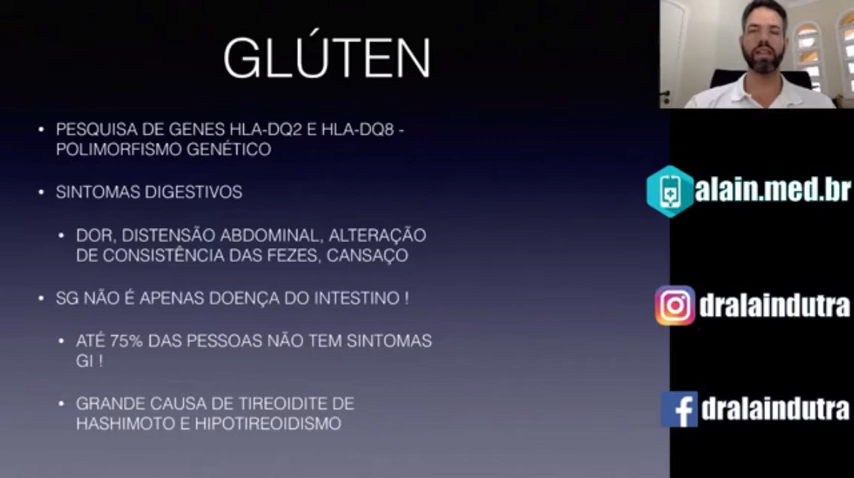 GLÚTEN
• PESQUISA DE GENES HLA-DQ2 E HLA-DQ8 -
POLIMORFISMO GENÉTICO
• SINTOMAS DIGESTIVOS
• DOR, DISTENSÃO ABDOMINAL, ALTERAÇÃO
DE CONSISTÊNCIA DAS FEZES, CANSAÇO
• SG NÃO É APENAS DOENÇA DO INTESTINO !
• ATÉ 75% DAS PESSOAS NÃO TEM SINTOMAS
GI !
• GRANDE CAUSA DE TIREOIDITE DE
HASHIMOTO E HIPOTIREOIDISMO
alain.med.br
dralaindutra
dralaindutra